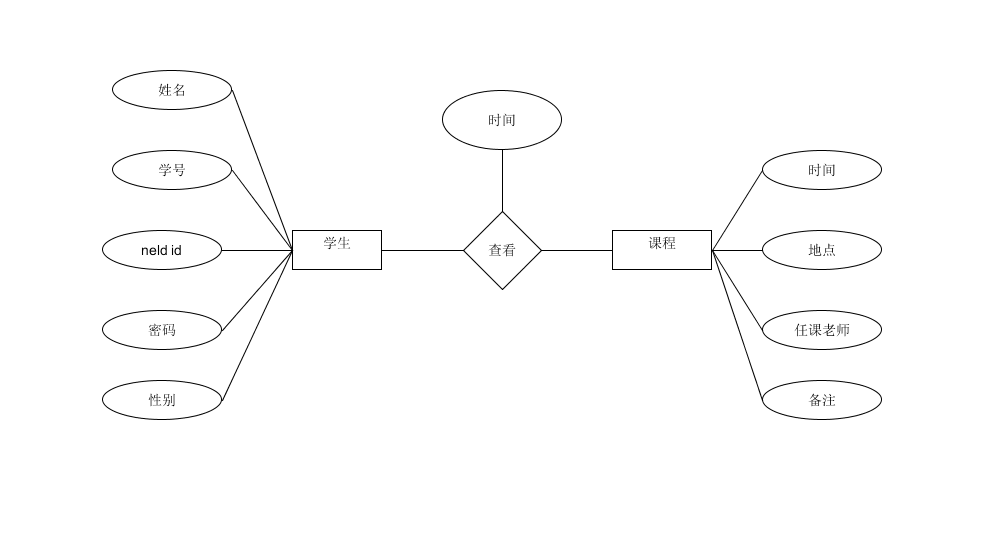 姓名
学号
neld id
密码
性别
学生
时间
查看
课程
时间
地点
任课老师
备注